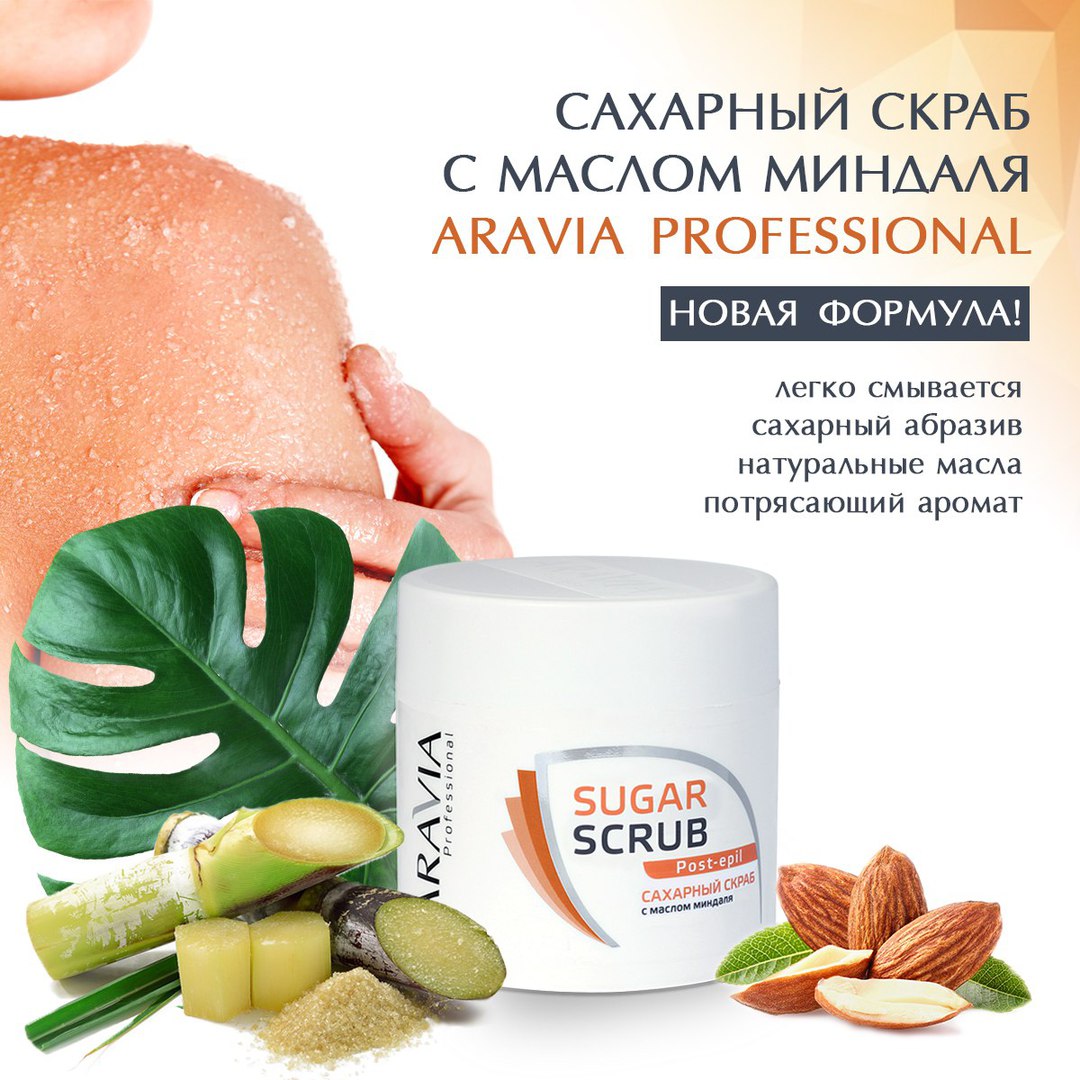 САХАРНЫЙ СКРАБ
С МАСЛОМ МИНДАЛЯ
ARAVIA PROFESSIONAL
НОВАЯ ФОРМУЛА!
легко смывается
сахарный абразив
натуральные масла
потрясающий аромат
ARAVIA
Professional
SUGAR
SCRUB
Post-epil
САХАРНЫЙ СКРАБ
с маслом миндаля